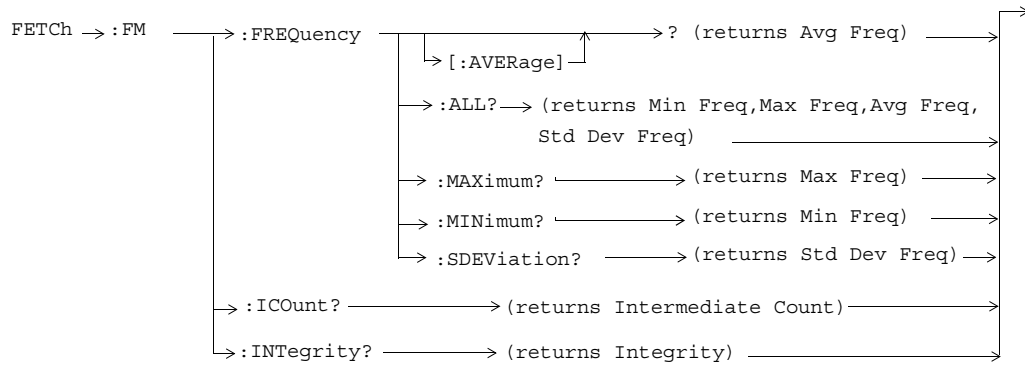 FETCh :FM :FREQuency ? (returns Avg Freq)
[:AVERage]
:ALL? (returns Min Freq,Max Freq,Avg Freq,
Std Dev Freq)
:MAXimum? (returns Max Freq)
:MINimum? (returns Min Freq)
:SDEViation? (returns Std Dev Freq)
:ICOunt? (returns Intermediate Count)
:INTegrity? (returns Integrity)